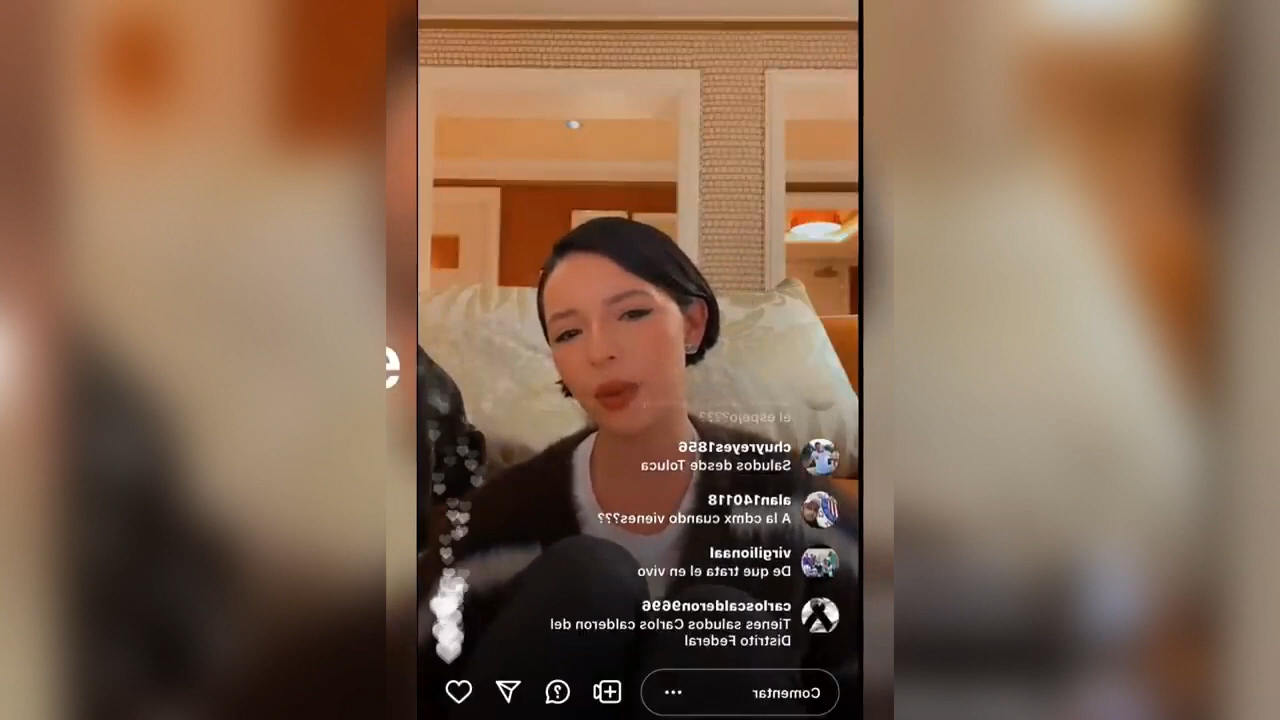 e
el espejo????
chuyreyes1856
Saludos desde Toluca
alan140118
A la cdmx cuando vienes???
virgilionaal
De que trata el en vivo
carloscalderon9696
Tienes saludos Carlos calderon del
Distrito Federal
Comentar